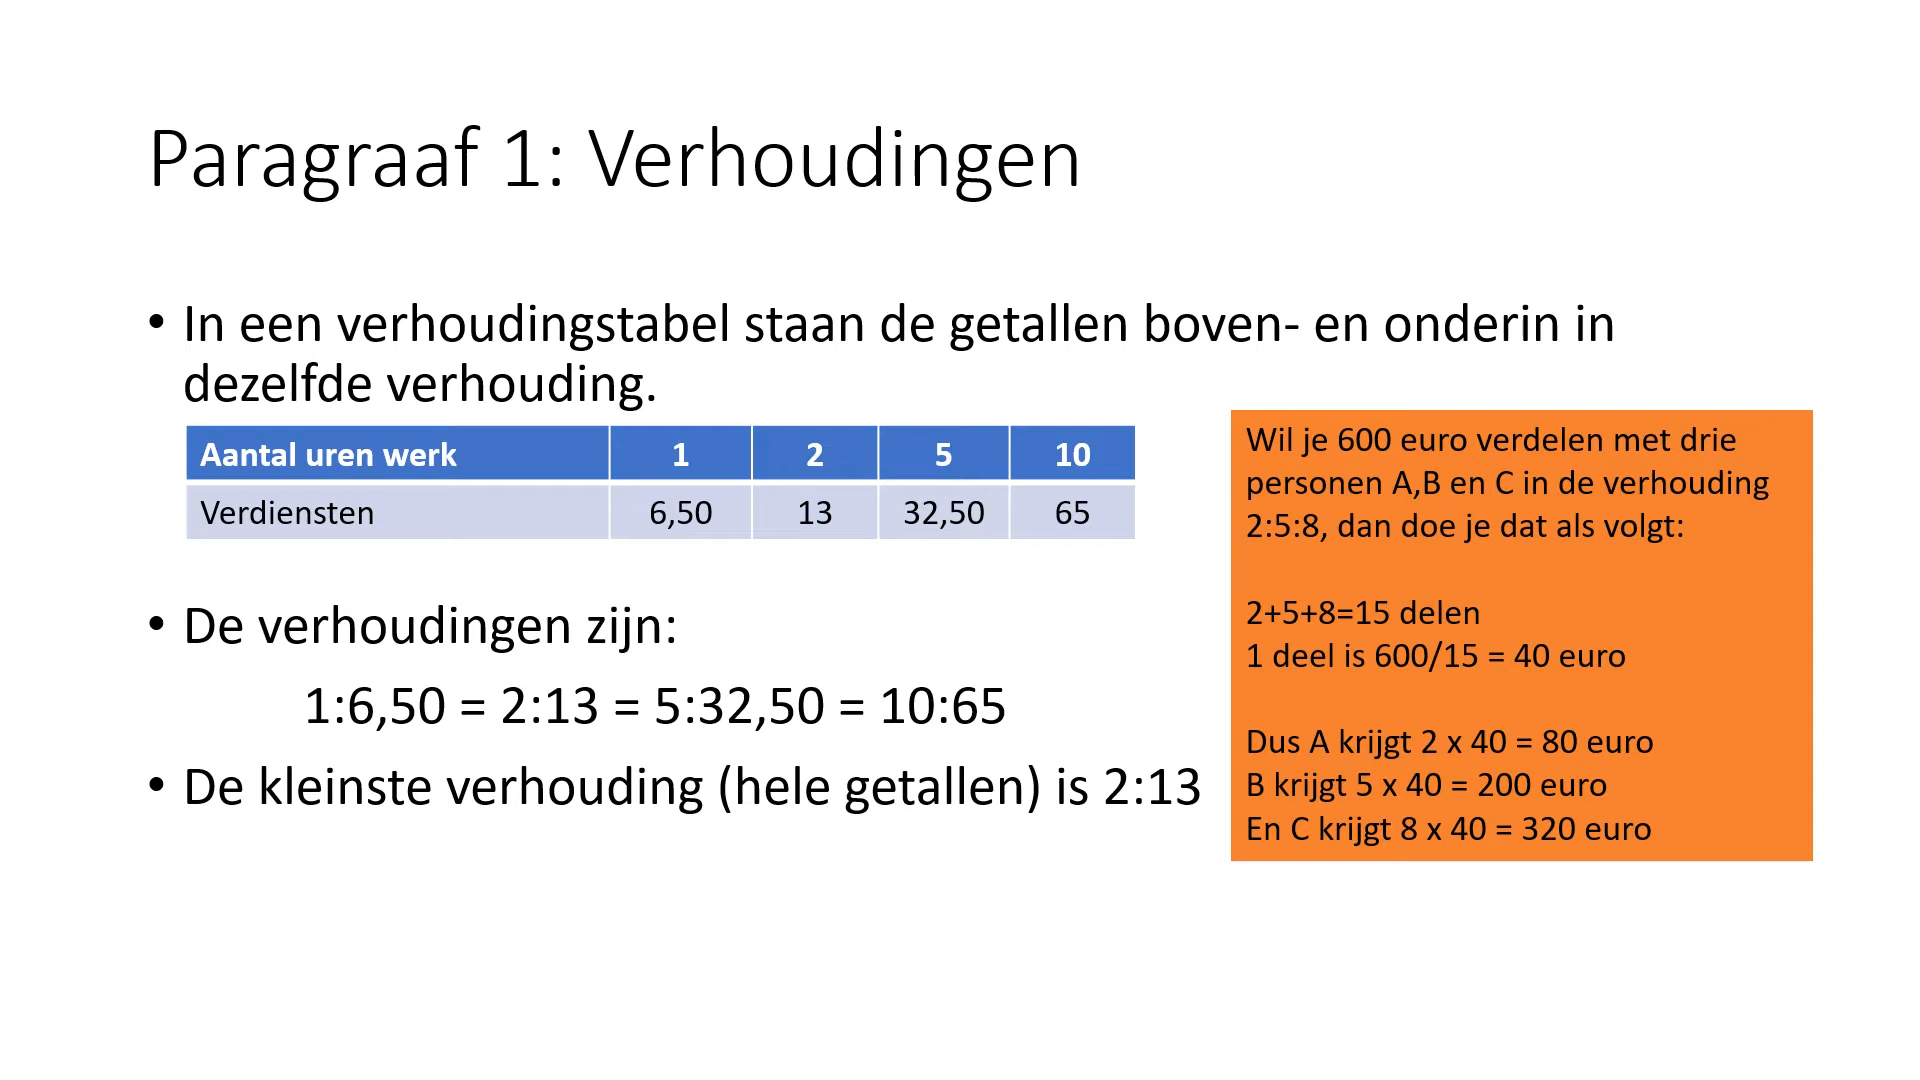 Paragraaf 1: Verhoudingen
• In een verhoudingstabel staan de getallen boven- en onderin in
dezelfde verhouding.
Aantal uren werk 1 2 5 10
Verdiensten 6,50 13 32,50 65
• De verhoudingen zijn:
1:6,50 = 2:13 = 5:32,50 = 10:65
• De kleinste verhouding (hele getallen) is 2:13
Wil je 600 euro verdelen met drie
personen A,B en C in de verhouding
2:5:8, dan doe je dat als volgt:
2+5+8=15 delen
1 deel is 600/15 = 40 euro
Dus A krijgt 2 x 40 = 80 euro
B krijgt 5 x 40 = 200 euro
En C krijgt 8 x 40 = 320 euro